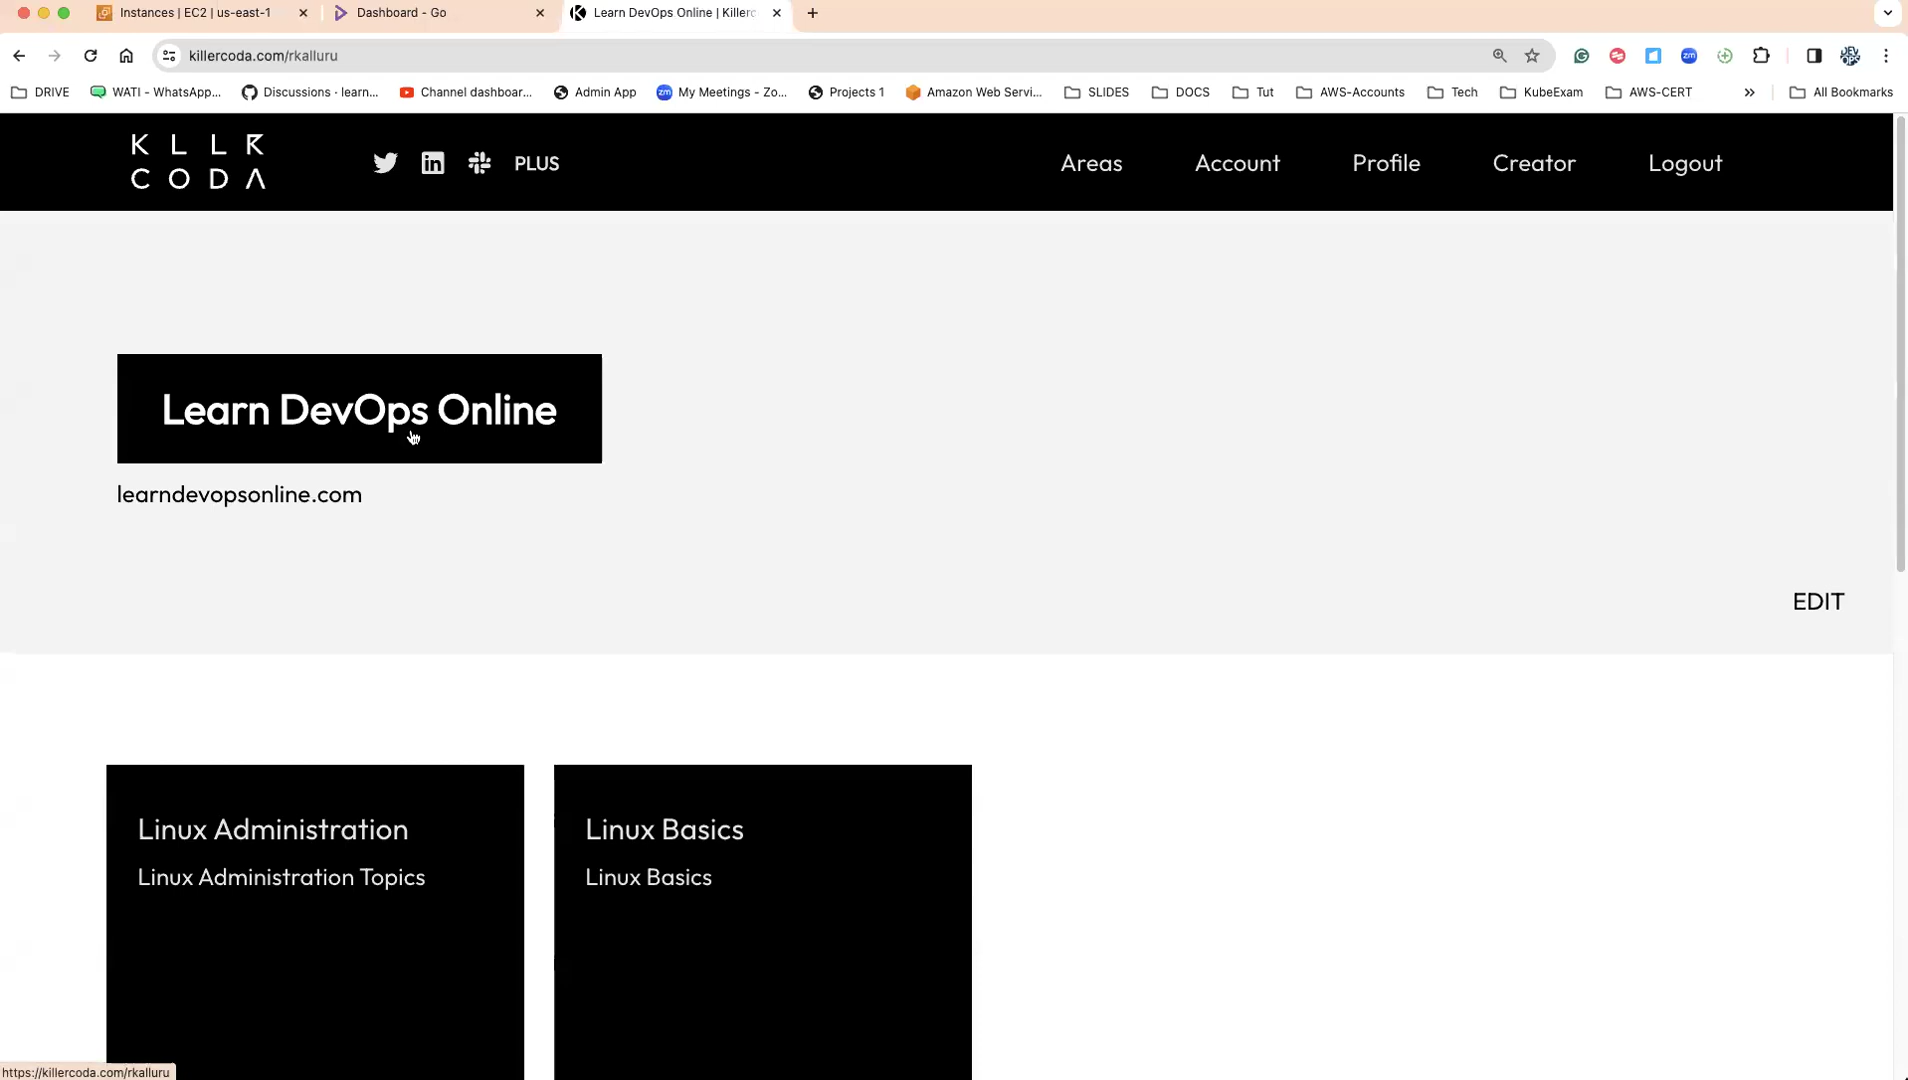 Instances | EC2 | us-east-1
Dashboard - Go
Learn DevOps Online | Killerc
killercoda.com/rkalluru
DRIVE
WATI - WhatsApp...
Discussions · learn...
Channel dashboar...
Admin App
My Meetings - Zo...
Projects 1
Amazon Web Servi...
SLIDES
DOCS
Tut
AWS-Accounts
Tech
KubeExam
AWS-CERT
All Bookmarks
KLLR
CODA
PLUS
Areas
Account
Profile
Creator
Logout
Learn DevOps Online
learndevopsonline.com
EDIT
Linux Administration
Linux Administration Topics
Linux Basics
Linux Basics
https://killercoda.com/rkalluru